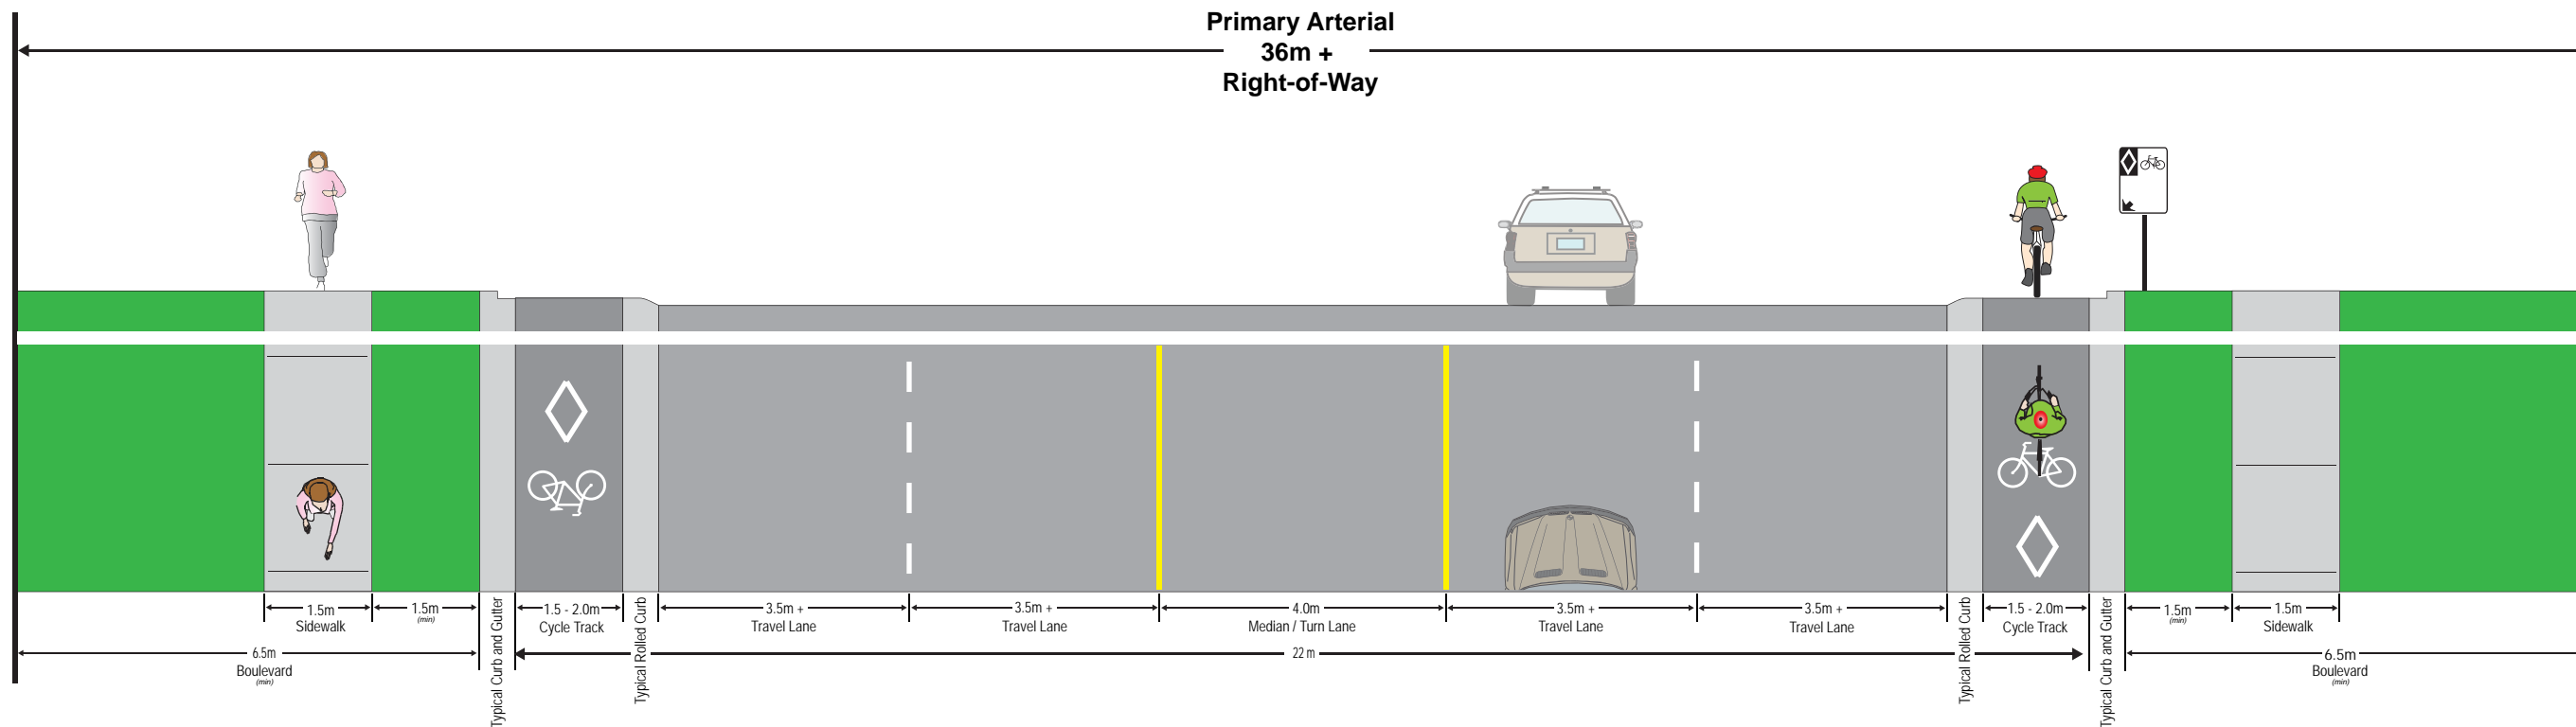 Primary Arterial
36m +
Right-of-Way
1.5m
Sidewalk
1.5m
(min)
1.5 - 2.0m
Cycle Track
3.5m +
Travel Lane
3.5m +
Travel Lane
4.0m
Median / Turn Lane
3.5m +
Travel Lane
3.5m +
Travel Lane
1.5 - 2.0m
Cycle Track
1.5m
(min)
1.5m
Sidewalk
6.5m
Boulevard
(min)
Typical Curb and Gutter
Typical Rolled Curb
22 m
Typical Rolled Curb
Typical Curb and Gutter
6.5m
Boulevard
(min)